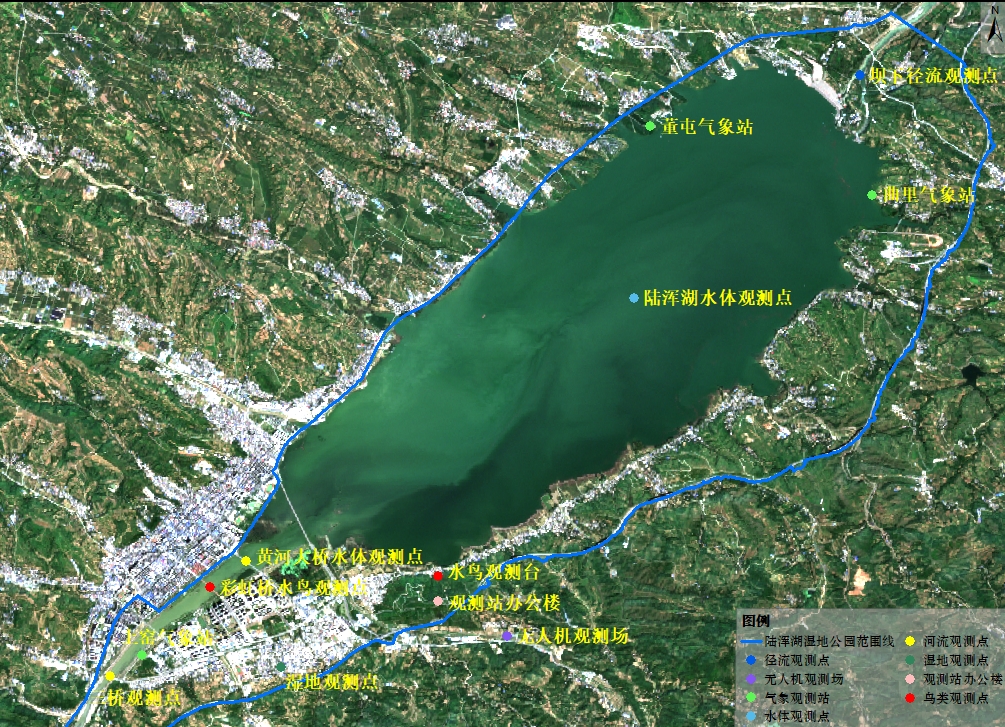 N
坝下径流观测点
董屯气象站
曲里气象站
陆浑湖水体观测点
黄河大桥水体观测点
水鸟观测台
彩虹桥水鸟观测点
观测站办公楼
无人机观测场
窑气象站
湿地观测点
桥观测点
图例
陆浑湖湿地公园范围线
河流观测点
径流观测点
湿地观测点
无人机观测场
观测站办公楼
气象观测站
鸟类观测点
水体观测点